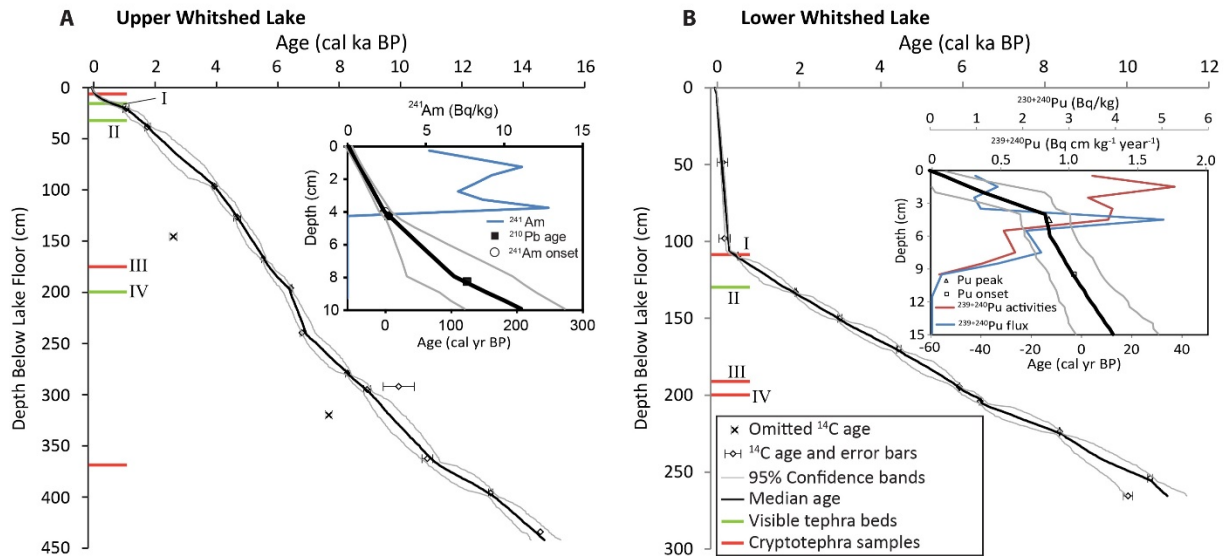 A Upper Whitshed Lake
Age (cal ka BP)
0 2 4 6 8 10 12 14 16
Depth Below Lake Floor (cm)
0
50
100
150
200
250
300
350
400
450
500
I
II
III
IV
²⁴¹Am (Bq/kg)
0 5 10 15
Depth (cm)
0
2
4
6
8
10
²⁴¹Am
²¹⁰Pb age
²⁴¹Am onset
0 100 200 300
Age (cal yr BP)
B Lower Whitshed Lake
Age (cal ka BP)
0 2 4 6 8 10 12
Depth Below Lake Floor (cm)
0
50
100
150
200
250
300
I
II
III
IV
²³⁰⁺²⁴⁰Pu (Bq/kg)
0 1 2 3 4 5 6
²³⁹⁺²⁴⁰Pu (Bq cm kg⁻¹ year⁻¹)
0 0.5 1.0 1.5 2.0
Depth (cm)
0
3
6
9
12
15
Pu peak
Pu onset
²³⁹⁺²⁴⁰Pu activities
²³⁹⁺²⁴⁰Pu flux
-60 -40 -20 0 20 40
Age (cal yr BP)
Omitted ¹⁴C age
¹⁴C age and error bars
95% Confidence bands
Median age
Visible tephra beds
Cryptotephra samples